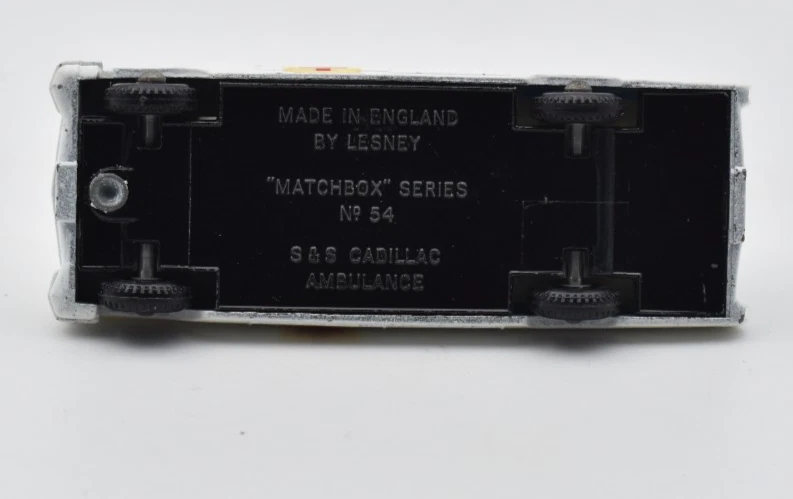 MADE IN ENGLAND
BY LESNEY
"MATCHBOX" SERIES
Nº 54
S & S CADILLAC
AMBULANCE